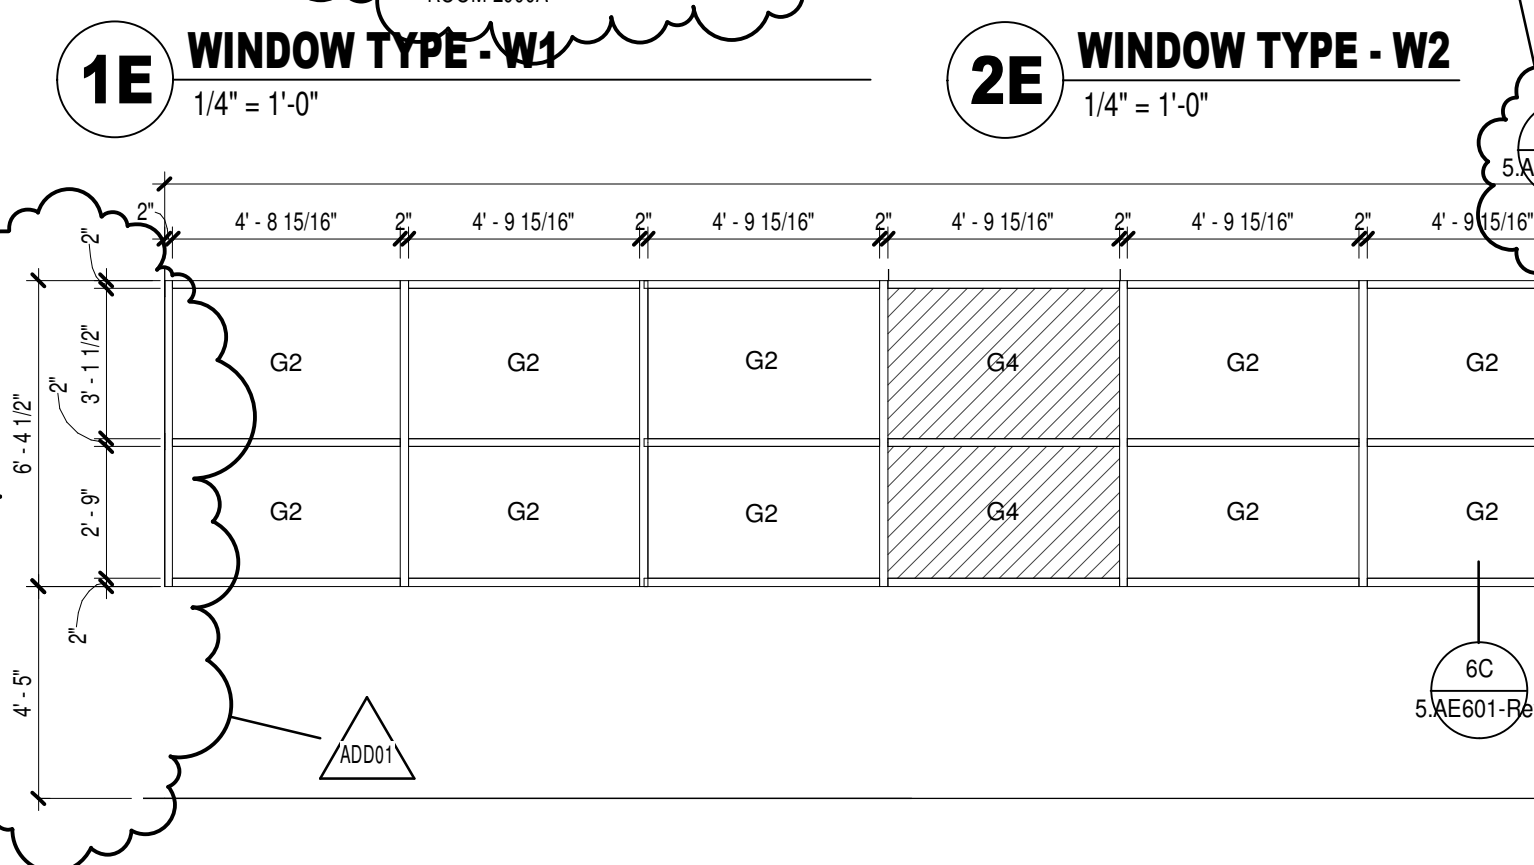 1E
WINDOW TYPE - W1
1/4" = 1'-0"
2E
WINDOW TYPE - W2
1/4" = 1'-0"
5.A
2" 4' - 8 15/16" 2" 4' - 9 15/16" 2" 4' - 9 15/16" 2" 4' - 9 15/16" 2" 4' - 9 15/16" 2" 4' - 9 15/16"
2"
3' - 1 1/2"
2"
6' - 4 1/2"
2' - 9"
2"
4' - 5"
G2 G2 G2 G4 G2 G2
G2 G2 G2 G4 G2 G2
6C
5.AE601-Re
ADD01